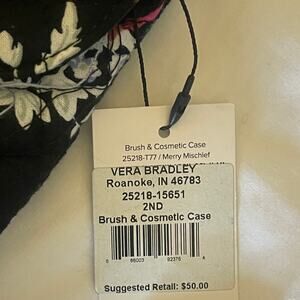 Brush & Cosmetic Case
25218-T77 / Merry Mischief
VERA BRADLEY
Roanoke, IN 46783
25218-15651
2ND
Brush & Cosmetic Case
Suggested Retail: $50.00